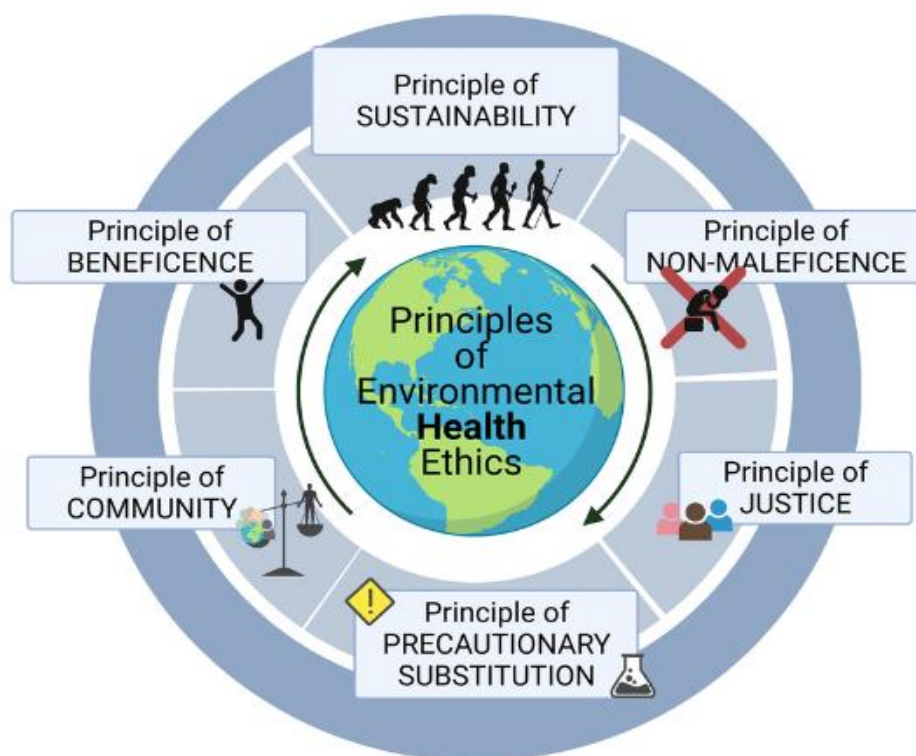 Principle of
SUSTAINABILITY
Principle of
BENEFICENCE
Principle of
NON-MALEFICENCE
Principles
of
Environmental
Health
Ethics
Principle of
COMMUNITY
Principle of
JUSTICE
!
Principle of
PRECAUTIONARY
SUBSTITUTION